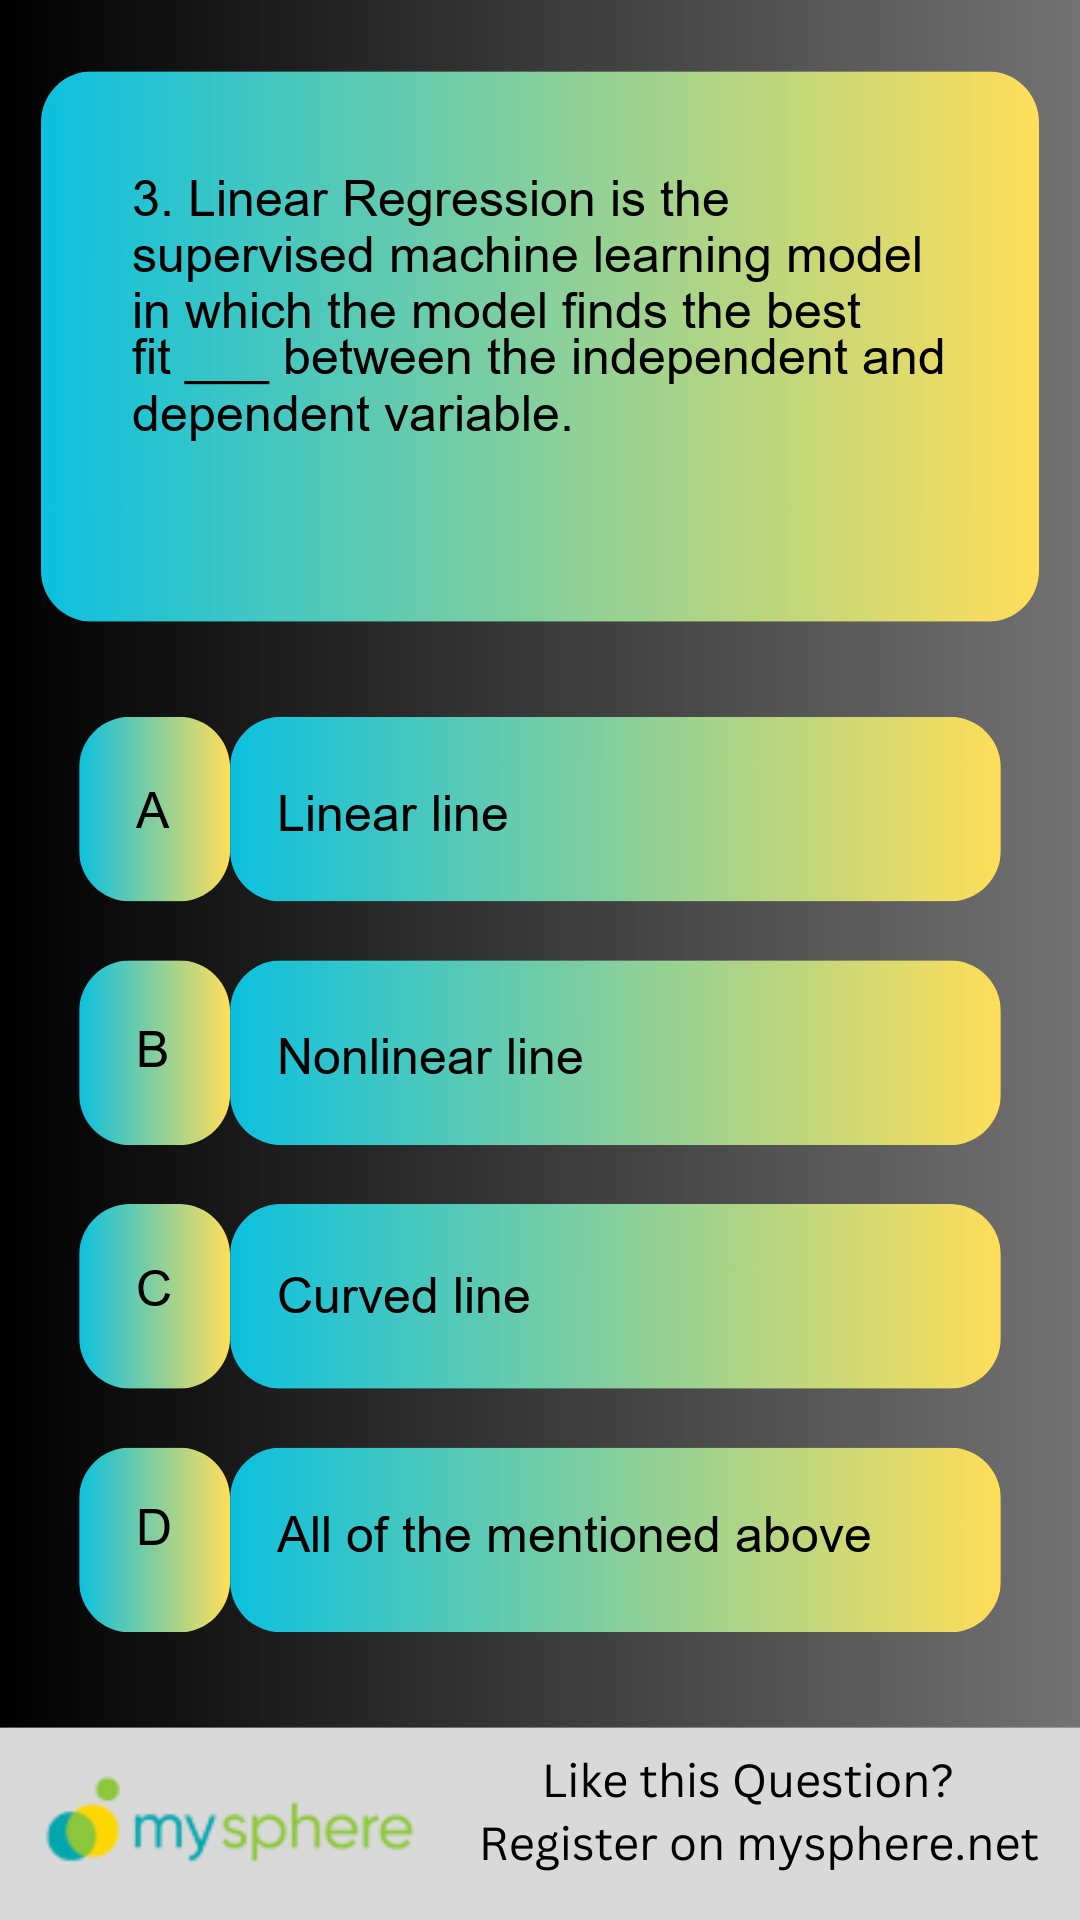 3. Linear Regression is the
supervised machine learning model
in which the model finds the best
fit ___ between the independent and
dependent variable.
A
Linear line
B
Nonlinear line
C
Curved line
D
All of the mentioned above
mysphere
Like this Question?
Register on mysphere.net